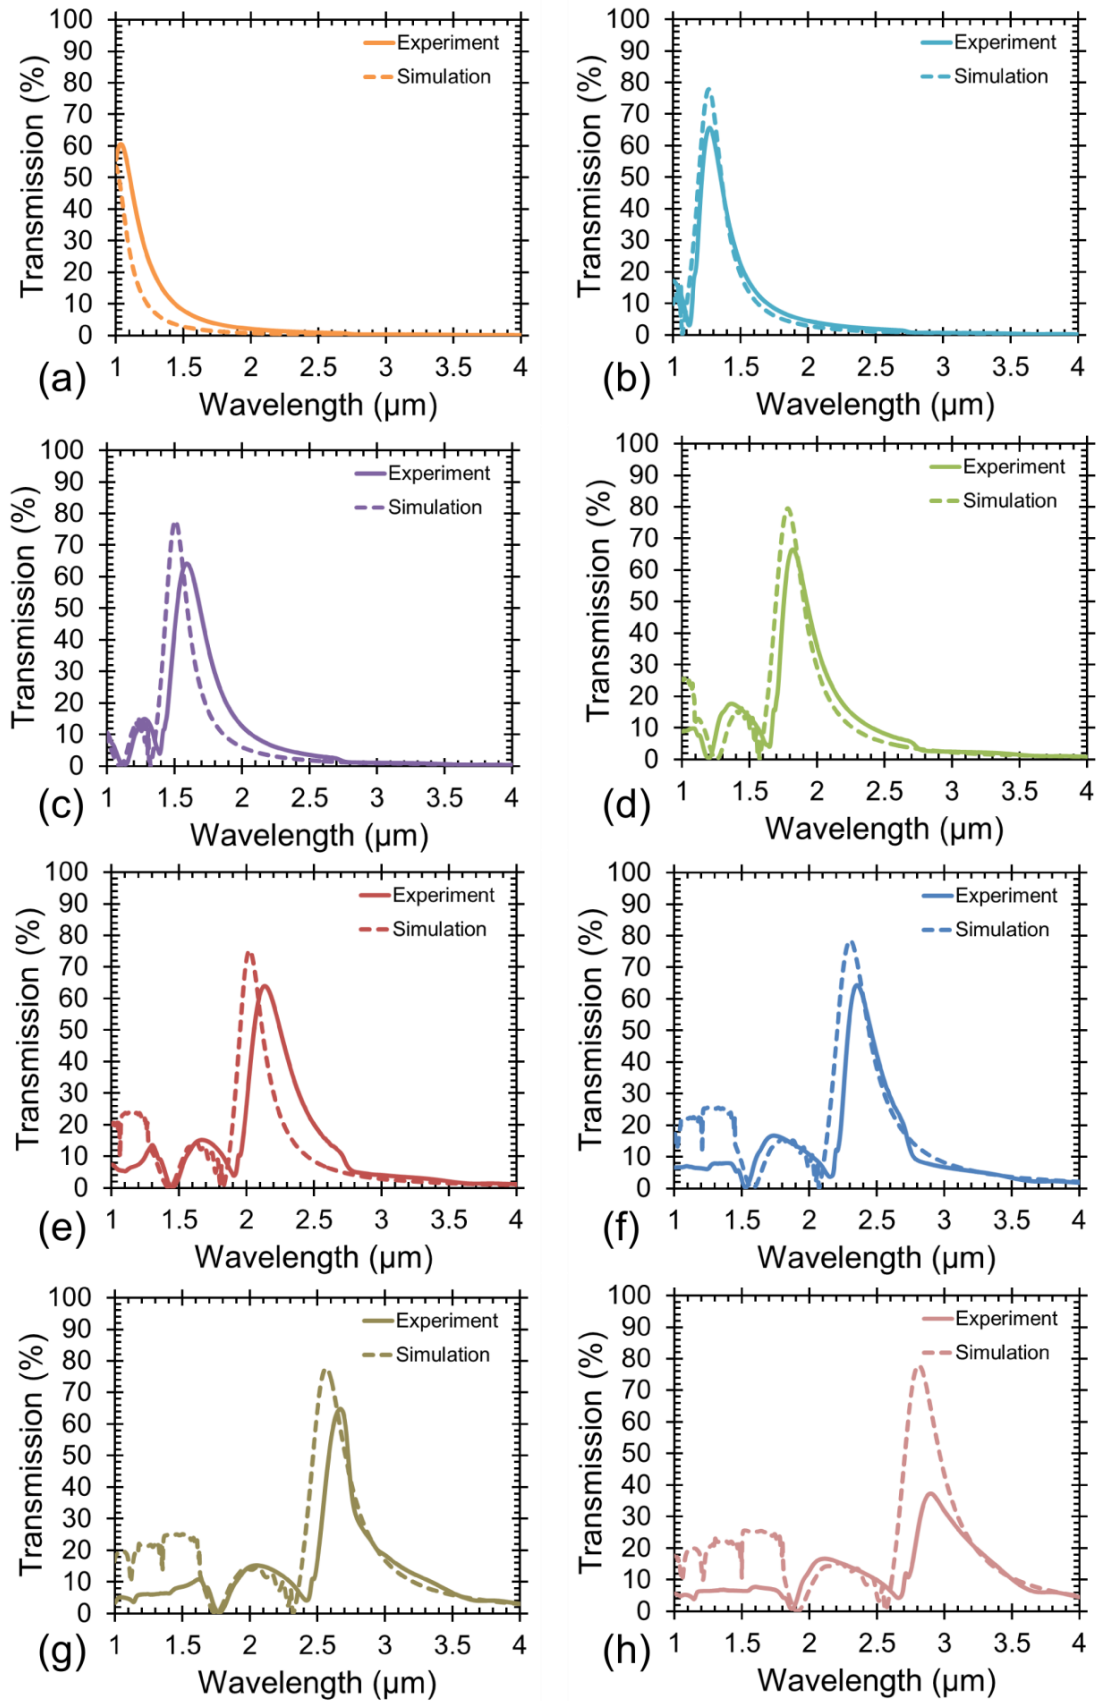 100
90
80
70
60
50
40
30
20
10
0
Transmission (%)
Experiment
Simulation
1 1.5 2 2.5 3 3.5 4
Wavelength (μm)
(a)
100
90
80
70
60
50
40
30
20
10
0
Transmission (%)
Experiment
Simulation
1 1.5 2 2.5 3 3.5 4
Wavelength (μm)
(b)
100
90
80
70
60
50
40
30
20
10
0
Transmission (%)
Experiment
Simulation
1 1.5 2 2.5 3 3.5 4
Wavelength (μm)
(c)
100
90
80
70
60
50
40
30
20
10
0
Transmission (%)
Experiment
Simulation
1 1.5 2 2.5 3 3.5 4
Wavelength (μm)
(d)
100
90
80
70
60
50
40
30
20
10
0
Transmission (%)
Experiment
Simulation
1 1.5 2 2.5 3 3.5 4
Wavelength (μm)
(e)
100
90
80
70
60
50
40
30
20
10
0
Transmission (%)
Experiment
Simulation
1 1.5 2 2.5 3 3.5 4
Wavelength (μm)
(f)
100
90
80
70
60
50
40
30
20
10
0
Transmission (%)
Experiment
Simulation
1 1.5 2 2.5 3 3.5 4
Wavelength (μm)
(g)
100
90
80
70
60
50
40
30
20
10
0
Transmission (%)
Experiment
Simulation
1 1.5 2 2.5 3 3.5 4
Wavelength (μm)
(h)